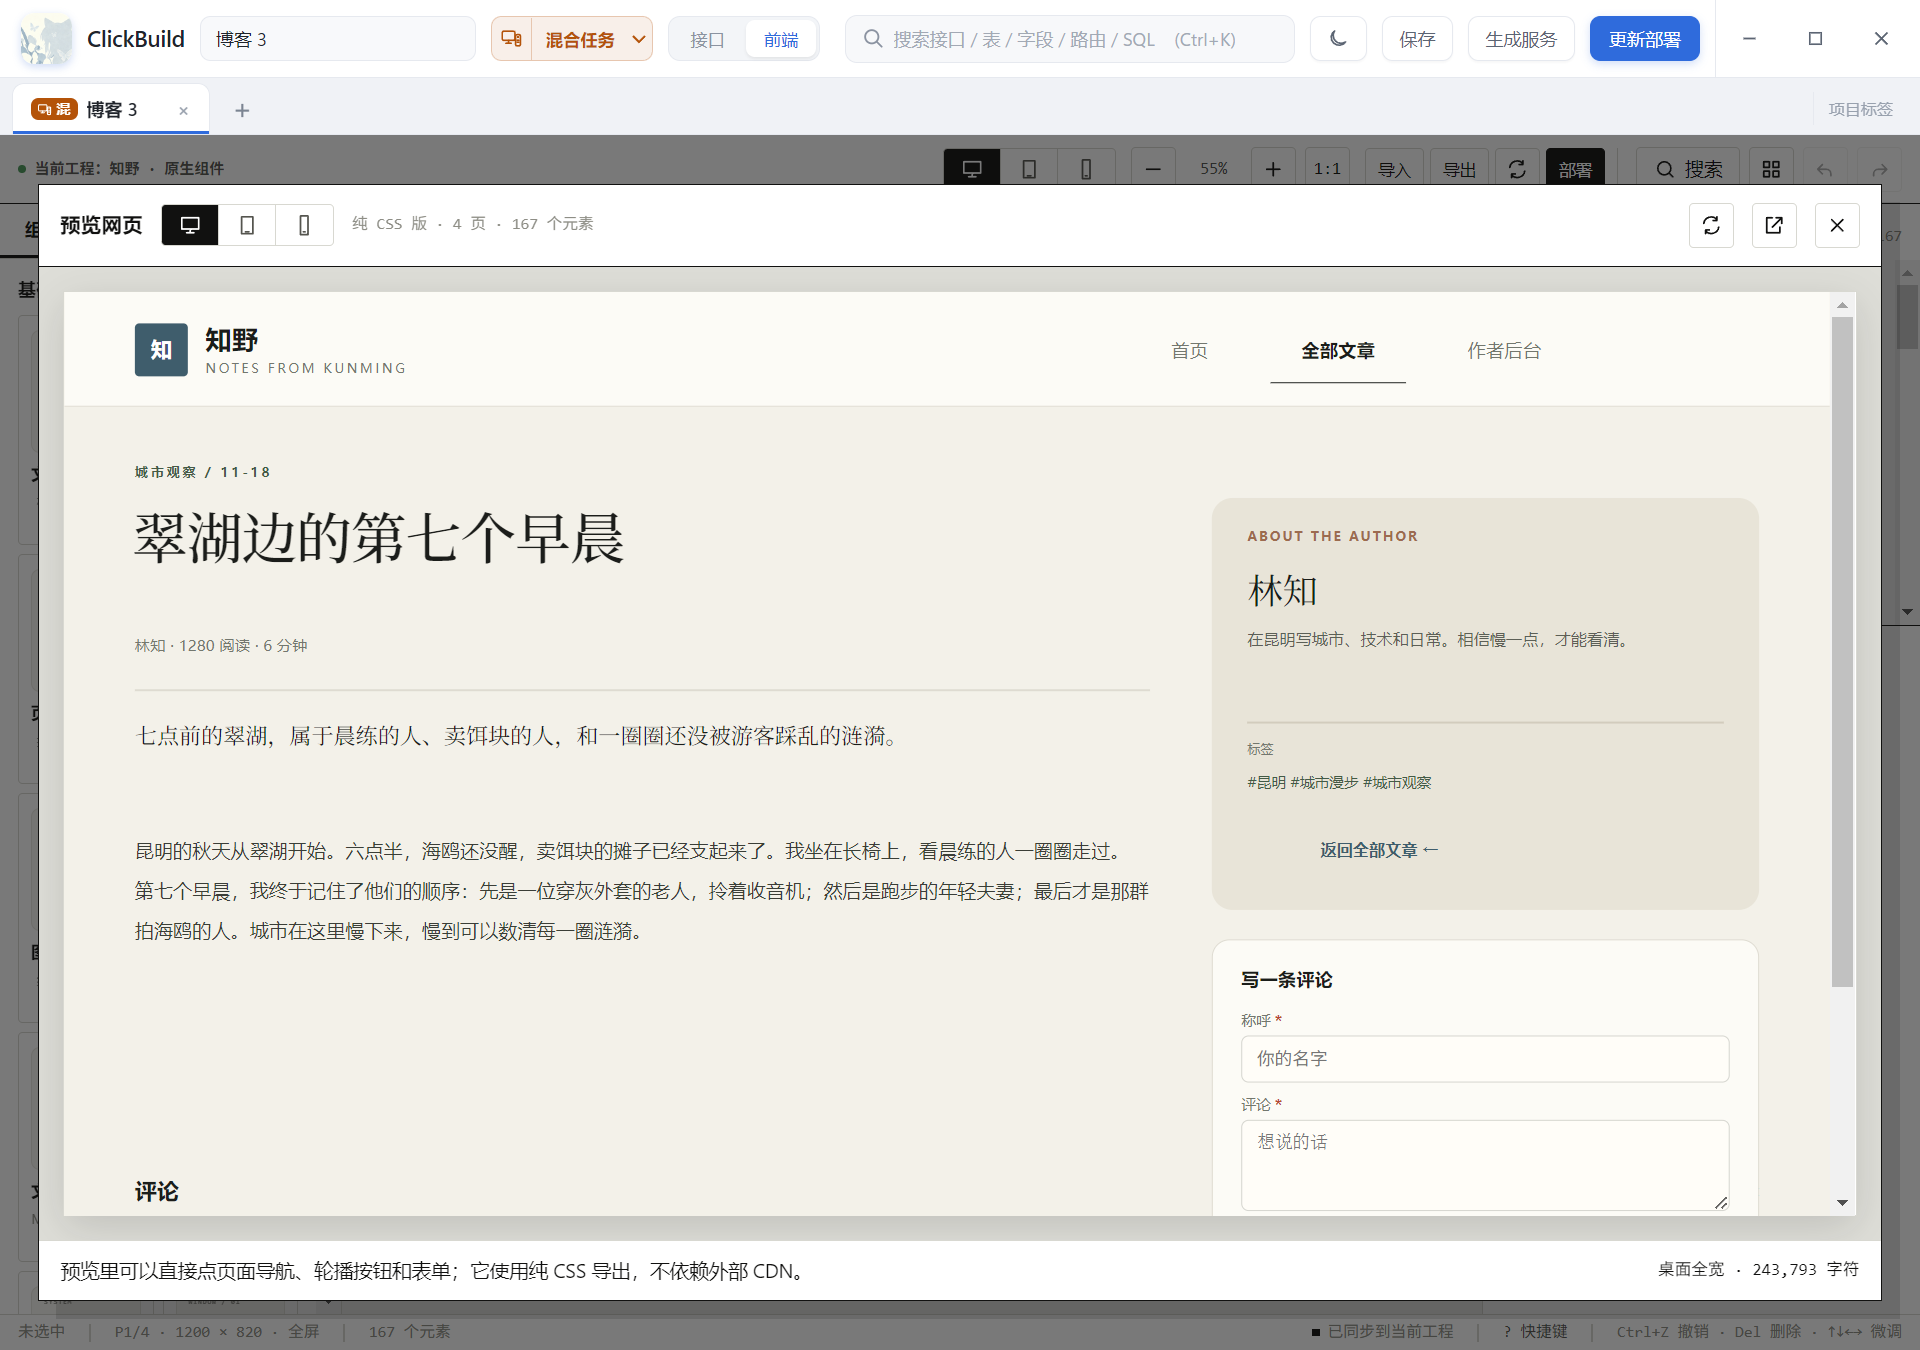 ClickBuild
博客 3
混合任务
接口
前端
搜索接口 / 表 / 字段 / 路由 / SQL (Ctrl+K)
保存
生成服务
更新部署
混 博客 3 ×
+
项目标签
当前工程：知野 · 原生组件
55%
1:1
导入
导出
部署
搜索
预览网页
纯 CSS 版 · 4 页 · 167 个元素
知
知野
NOTES FROM KUNMING
首页
全部文章
作者后台
城市观察 / 11-18
翠湖边的第七个早晨
林知 · 1280 阅读 · 6 分钟
七点前的翠湖，属于晨练的人、卖饵块的人，和一圈圈还没被游客踩乱的涟漪。
昆明的秋天从翠湖开始。六点半，海鸥还没醒，卖饵块的摊子已经支起来了。我坐在长椅上，看晨练的人一圈圈走过。
第七个早晨，我终于记住了他们的顺序：先是一位穿灰外套的老人，拎着收音机；然后是跑步的年轻夫妻；最后才是那群
拍海鸥的人。城市在这里慢下来，慢到可以数清每一圈涟漪。
评论
ABOUT THE AUTHOR
林知
在昆明写城市、技术和日常。相信慢一点，才能看清。
标签
#昆明 #城市漫步 #城市观察
返回全部文章 ←
写一条评论
称呼 *
你的名字
评论 *
想说的话
预览里可以直接点页面导航、轮播按钮和表单；它使用纯 CSS 导出，不依赖外部 CDN。
桌面全宽 · 243,793 字符
未选中
P1/4 · 1200 × 820 · 全屏
167 个元素
已同步到当前工程
? 快捷键
Ctrl+Z 撤销 · Del 删除 · ↑↓←→ 微调